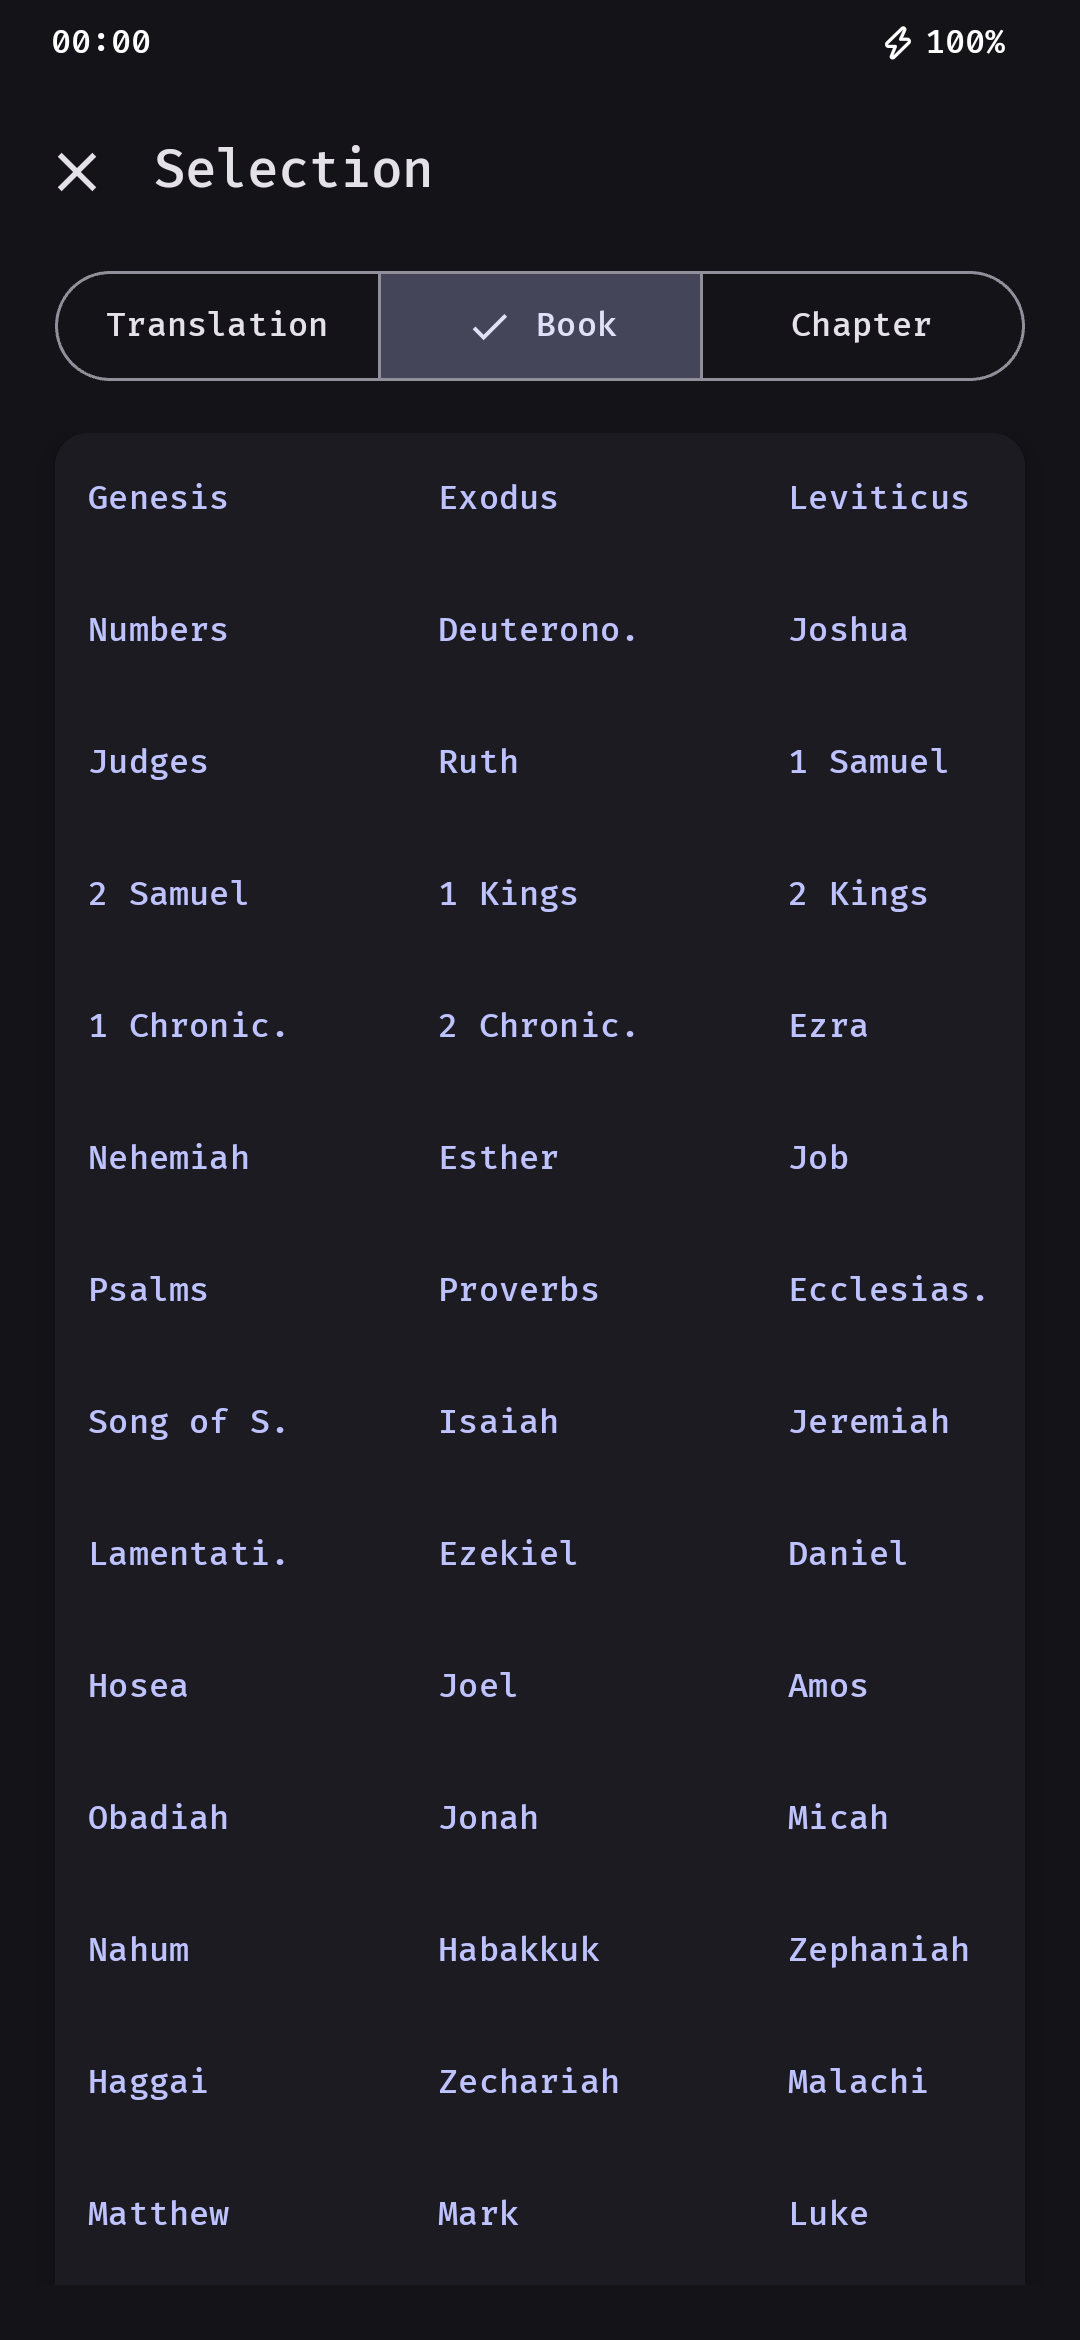 00:00 100%
Selection
Translation Book Chapter
Genesis Exodus Leviticus
Numbers Deuterono. Joshua
Judges Ruth 1 Samuel
2 Samuel 1 Kings 2 Kings
1 Chronic. 2 Chronic. Ezra
Nehemiah Esther Job
Psalms Proverbs Ecclesias.
Song of S. Isaiah Jeremiah
Lamentati. Ezekiel Daniel
Hosea Joel Amos
Obadiah Jonah Micah
Nahum Habakkuk Zephaniah
Haggai Zechariah Malachi
Matthew Mark Luke